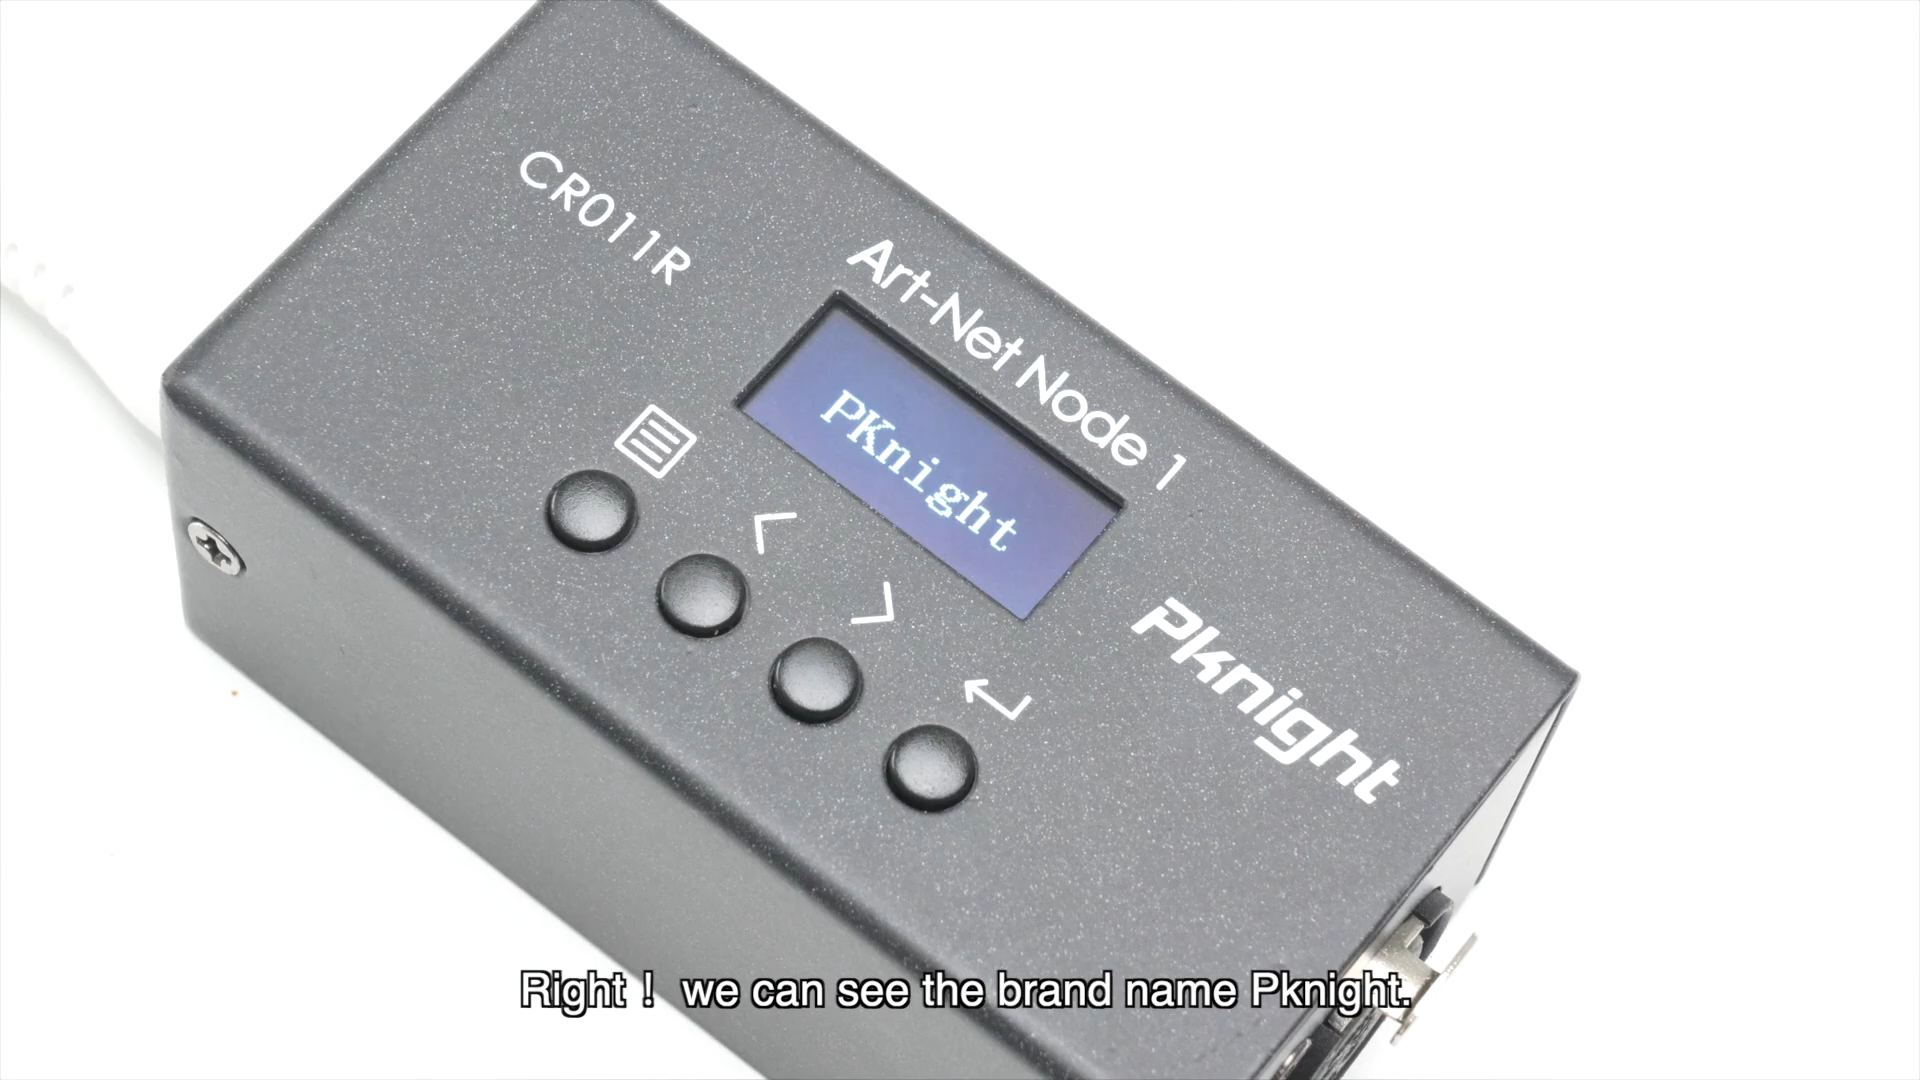 CR011R
Art-Net Node 1
PKnight
<
>
Pknight
Right！ we can see the brand name Pknight.